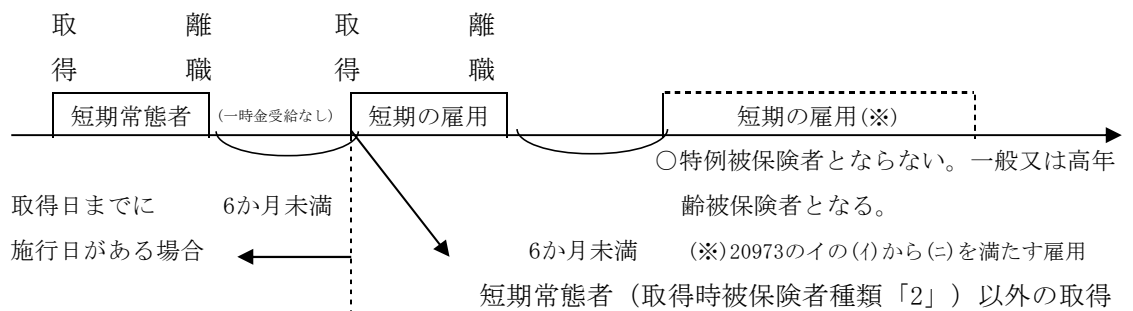 取 離 取 離
得 職 得 職
短期常態者 (一時金受給なし) 短期の雇用 短期の雇用(※)
○特例被保険者とならない。一般又は高年
取得日までに 6か月未満 齢被保険者となる。
施行日がある場合 6か月未満 (※)20973のイの(ｲ)から(ﾆ)を満たす雇用
短期常態者（取得時被保険者種類「2」）以外の取得